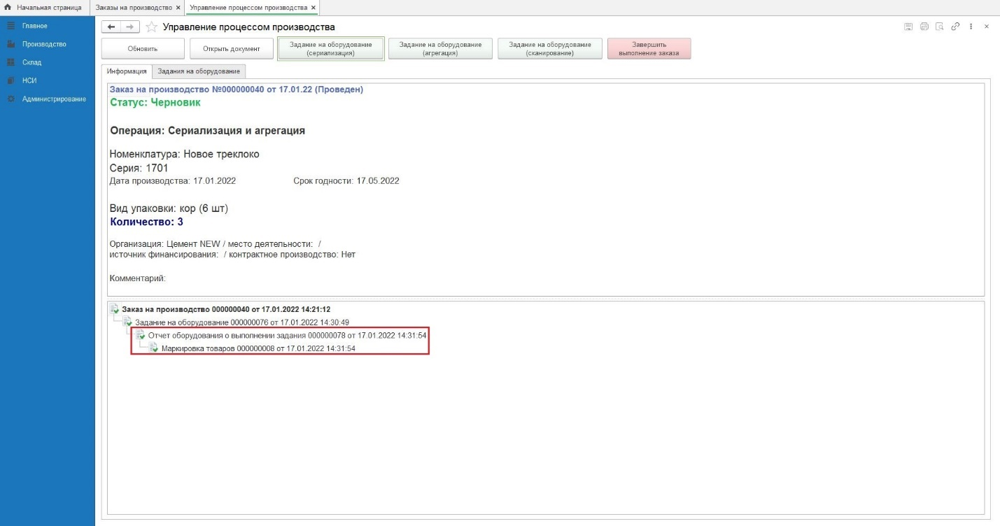 Начальная страница
Заказы на производство ×
Управление процессом производства ×
Главное
Производство
Склад
НСИ
Администрирование
Управление процессом производства
Обновить
Открыть документ
Задание на оборудование
(сериализация)
Задание на оборудование
(агрегация)
Задание на оборудование
(сканирование)
Завершить
выполнение заказа
Информация
Задания на оборудование
Заказ на производство №000000040 от 17.01.22 (Проведен)
Статус: Черновик
Операция: Сериализация и агрегация
Номенклатура: Новое треклоко
Серия: 1701
Дата производства: 17.01.2022 Срок годности: 17.05.2022
Вид упаковки: кор (6 шт)
Количество: 3
Организация: Цемент NEW / место деятельности: /
источник финансирования: / контрактное производство: Нет
Комментарий:
Заказ на производство 000000040 от 17.01.2022 14:21:12
Задание на оборудование 000000076 от 17.01.2022 14:30:49
Отчет оборудования о выполнении задания 000000078 от 17.01.2022 14:31:54
Маркировка товаров 000000008 от 17.01.2022 14:31:54